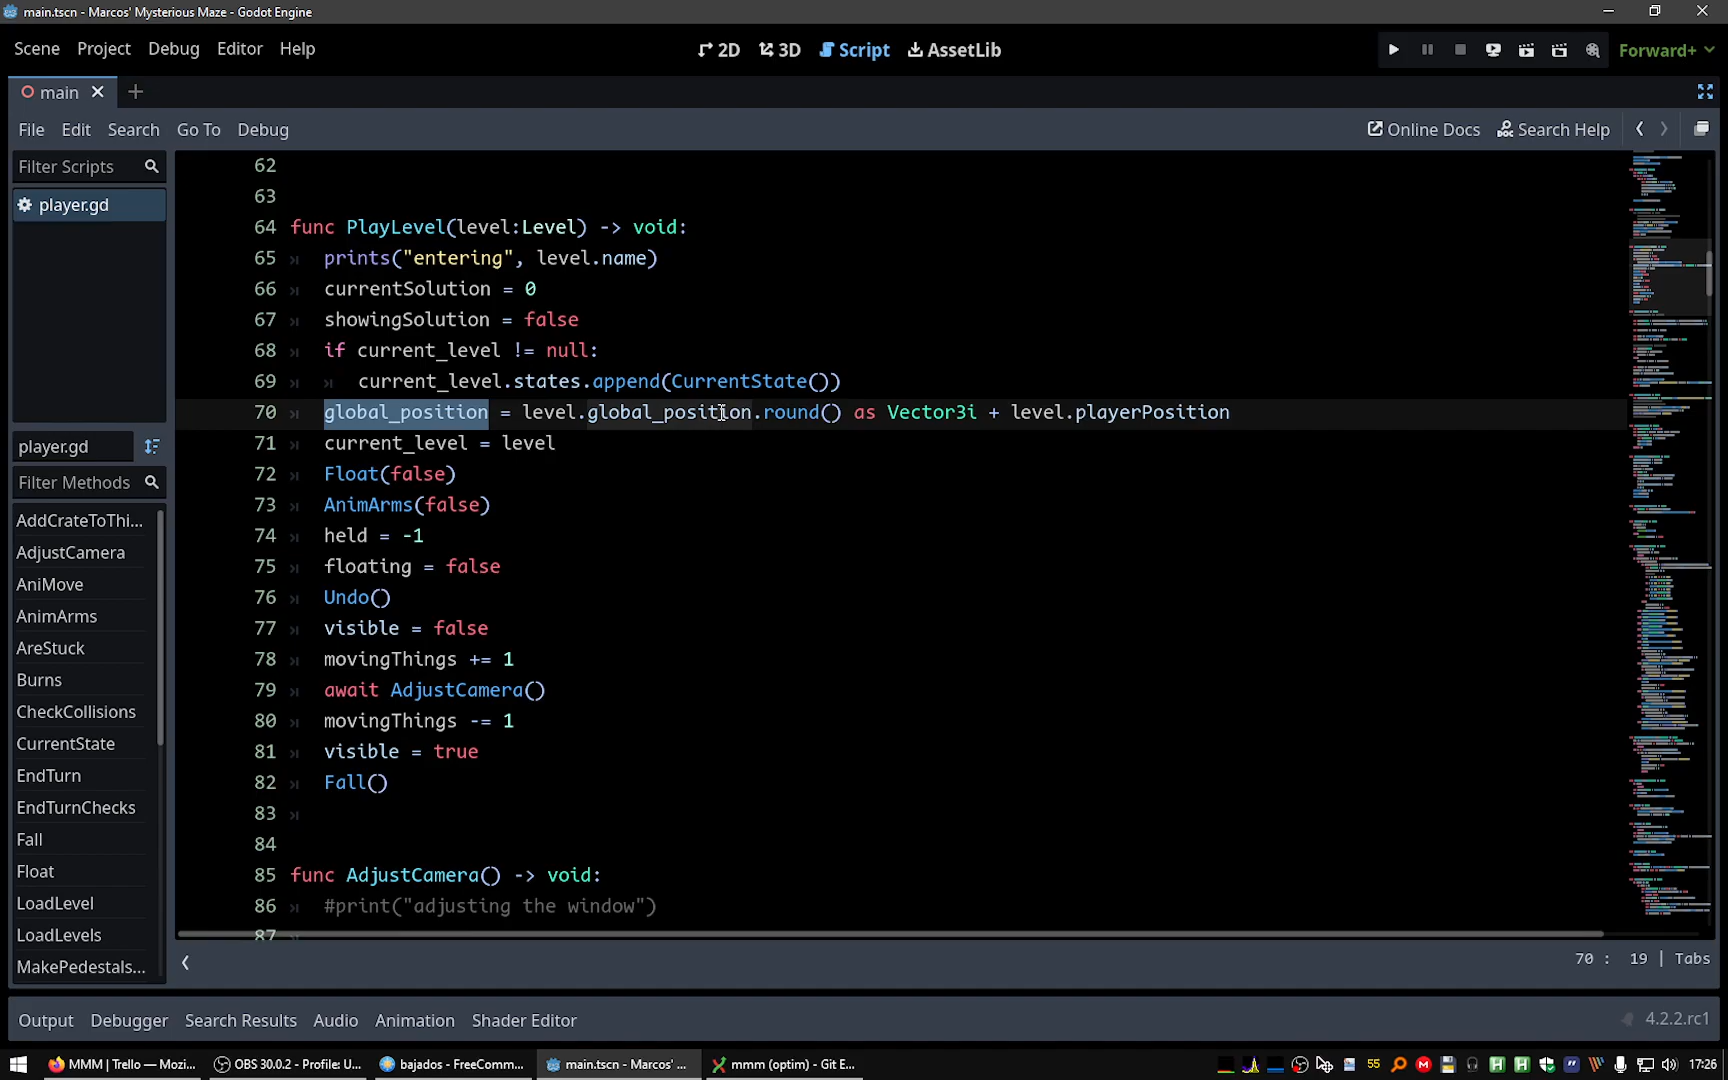 main.tscn - Marcos' Mysterious Maze - Godot Engine
Scene Project Debug Editor Help 2D 3D Script AssetLib Forward+
main
File Edit Search Go To Debug Online Docs Search Help
Filter Scripts
player.gd
player.gd
Filter Methods
AddCrateToThi...
AdjustCamera
AniMove
AnimArms
AreStuck
Burns
CheckCollisions
CurrentState
EndTurn
EndTurnChecks
Fall
Float
LoadLevel
LoadLevels
MakePedestals...
62
63
64 func PlayLevel(level:Level) -> void:
65 prints("entering", level.name)
66 currentSolution = 0
67 showingSolution = false
68 if current_level != null:
69 current_level.states.append(CurrentState())
70 global_position = level.global_position.round() as Vector3i + level.playerPosition
71 current_level = level
72 Float(false)
73 AnimArms(false)
74 held = -1
75 floating = false
76 Undo()
77 visible = false
78 movingThings += 1
79 await AdjustCamera()
80 movingThings -= 1
81 visible = true
82 Fall()
83
84
85 func AdjustCamera() -> void:
86 #print("adjusting the window")
87
70 : 19 | Tabs
Output Debugger Search Results Audio Animation Shader Editor 4.2.2.rc1
MMM | Trello — Mozi... OBS 30.0.2 - Profile: U... bajados - FreeComm... main.tscn - Marcos' ... mmm (optim) - Git E... 55 17:26